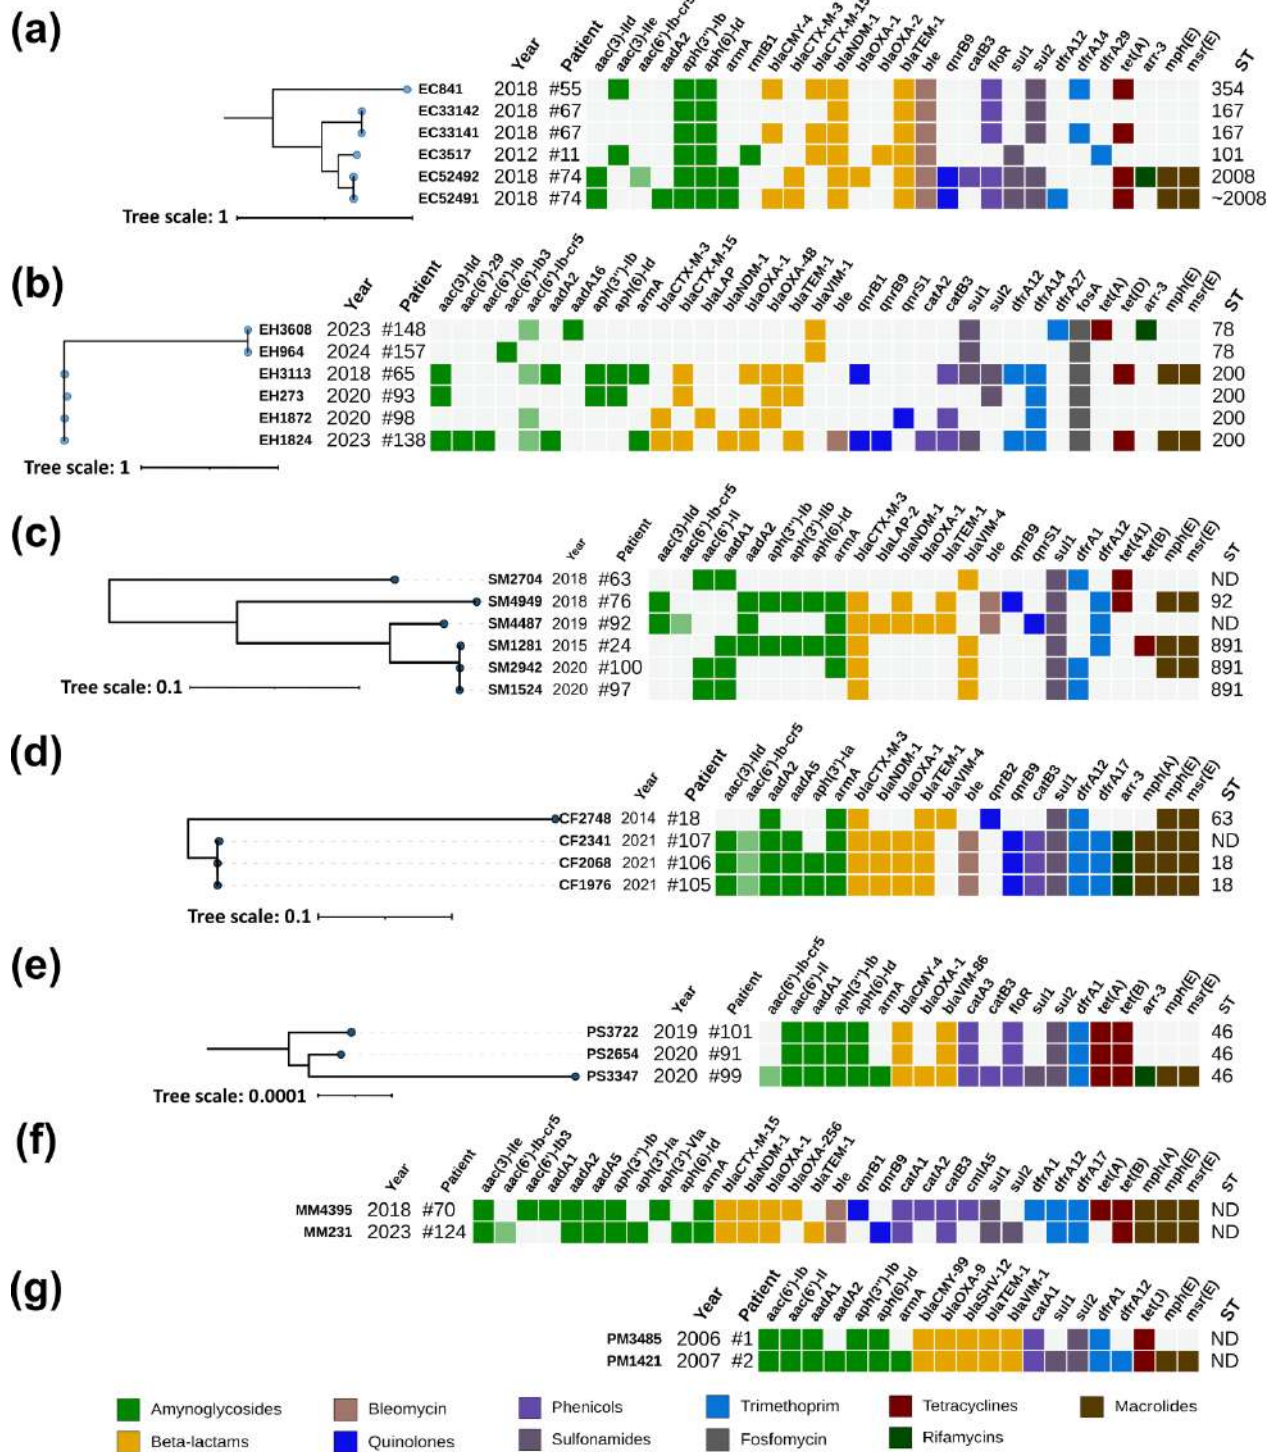 (a)
Year Patient aac(3)-IId aac(3)-IIe aac(6')-Ib-cr5 aadA2 aph(3'')-Ib aph(6)-Id armA rmtB1 blaCMY-4 blaCTX-M-3 blaCTX-M-15 blaNDM-1 blaOXA-1 blaOXA-2 blaTEM-1 ble qnrB9 catB3 floR sul1 sul2 dfrA12 dfrA14 dfrA29 tet(A) arr-3 mph(E) msr(E) ST
EC841 2018 #55 354
EC33142 2018 #67 167
EC33141 2018 #67 167
EC3517 2012 #11 101
EC52492 2018 #74 2008
EC52491 2018 #74 ~2008
Tree scale: 1
(b)
Year Patient aac(3)-IId aac(6')-29 aac(6')-Ib aac(6')-Ib3 aac(6')-Ib-cr5 aadA2 aadA16 aph(3'')-Ib aph(6)-Id armA blaCTX-M-3 blaCTX-M-15 blaLAP blaNDM-1 blaOXA-1 blaOXA-48 blaTEM-1 blaVIM-1 ble qnrB1 qnrB9 qnrS1 catA2 catB3 sul1 sul2 dfrA12 dfrA14 dfrA27 fosA tet(A) tet(D) arr-3 mph(E) msr(E) ST
EH3608 2023 #148 78
EH964 2024 #157 78
EH3113 2018 #65 200
EH273 2020 #93 200
EH1872 2020 #98 200
EH1824 2023 #138 200
Tree scale: 1
(c)
Year Patient aac(3)-IId aac(6')-Ib-cr5 aac(6')-Il aadA1 aadA2 aph(3'')-Ib aph(3')-IIb aph(6)-Id armA blaCTX-M-3 blaLAP-2 blaNDM-1 blaOXA-1 blaTEM-1 blaVIM-4 ble qnrB9 qnrS1 sul1 dfrA1 dfrA12 tet(41) tet(B) mph(E) msr(E) ST
SM2704 2018 #63 ND
SM4949 2018 #76 92
SM4487 2019 #92 ND
SM1281 2015 #24 891
SM2942 2020 #100 891
SM1524 2020 #97 891
Tree scale: 0.1
(d)
Year Patient aac(3)-IId aac(6')-Ib-cr5 aadA2 aadA5 aph(3')-Ia armA blaCTX-M-3 blaNDM-1 blaOXA-1 blaTEM-1 blaVIM-4 ble qnrB2 qnrB9 catB3 sul1 dfrA12 dfrA17 arr-3 mph(A) mph(E) msr(E) ST
CF2748 2014 #18 63
CF2341 2021 #107 ND
CF2068 2021 #106 18
CF1976 2021 #105 18
Tree scale: 0.1
(e)
Year Patient aac(6')-Ib-cr5 aac(6')-Il aadA1 aph(3'')-Ib aph(6)-Id armA blaCMY-4 blaOXA-1 blaVIM-86 catA3 catB3 floR sul1 sul2 dfrA1 tet(A) tet(B) arr-3 mph(E) msr(E) ST
PS3722 2019 #101 46
PS2654 2020 #91 46
PS3347 2020 #99 46
Tree scale: 0.0001
(f)
Year Patient aac(3)-IIe aac(6')-Ib-cr5 aac(6')-Ib3 aadA1 aadA2 aadA5 aph(3'')-Ib aph(3')-Ia aph(3')-VIa aph(6)-Id armA blaCTX-M-15 blaNDM-1 blaOXA-1 blaOXA-256 blaTEM-1 ble qnrB1 qnrB9 catA1 catA2 catB3 cmlA5 sul1 sul2 dfrA1 dfrA12 dfrA17 tet(A) tet(B) mph(A) mph(E) msr(E) ST
MM4395 2018 #70 ND
MM231 2023 #124 ND
(g)
Year Patient aac(6')-Ib aac(6')-Il aadA1 aadA2 aph(3'')-Ib aph(6)-Id armA blaCMY-99 blaOXA-9 blaSHV-12 blaTEM-1 blaVIM-1 catA1 sul1 sul2 dfrA1 dfrA12 tet(J) mph(E) msr(E) ST
PM3485 2006 #1 ND
PM1421 2007 #2 ND
Amynoglycosides Bleomycin Phenicols Trimethoprim Tetracyclines Macrolides
Beta-lactams Quinolones Sulfonamides Fosfomycin Rifamycins